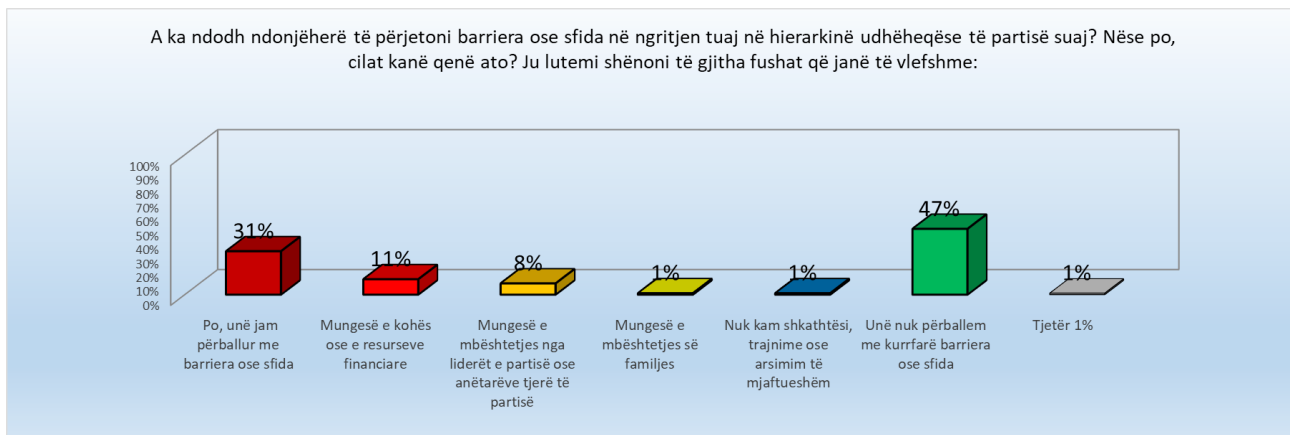 A ka ndodh ndonjëherë të përjetoni barriera ose sfida në ngritjen tuaj në hierarkinë udhëheqëse të partisë suaj? Nëse po,
cilat kanë qenë ato? Ju lutemi shënoni të gjitha fushat që janë të vlefshme:
100%
90%
80%
70%
60%
50%
40%
30%
20%
10%
0%
31%
11%
8%
1%
1%
47%
1%
Po, unë jam
përballur me
barriera ose sfida
Mungesë e kohës
ose e resurseve
financiare
Mungesë e
mbështetjes nga
liderët e partisë ose
anëtarëve tjerë të
partisë
Mungesë e
mbështetjes së
familjes
Nuk kam shkathtësi,
trajnime ose
arsimim të
mjaftueshëm
Unë nuk përballem
me kurrfarë barriera
ose sfida
Tjetër 1%